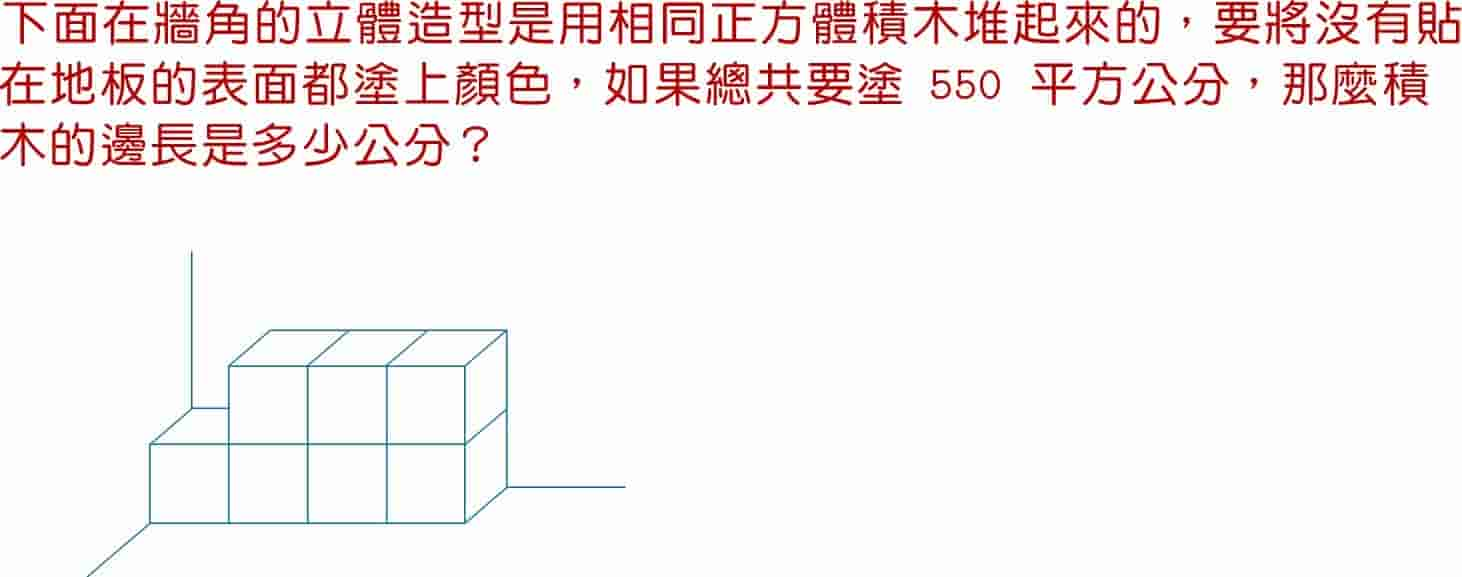 下面在牆角的立體造型是用相同正方體積木堆起來的，要將沒有貼
在地板的表面都塗上顏色，如果總共要塗 550 平方公分，那麼積
木的邊長是多少公分？